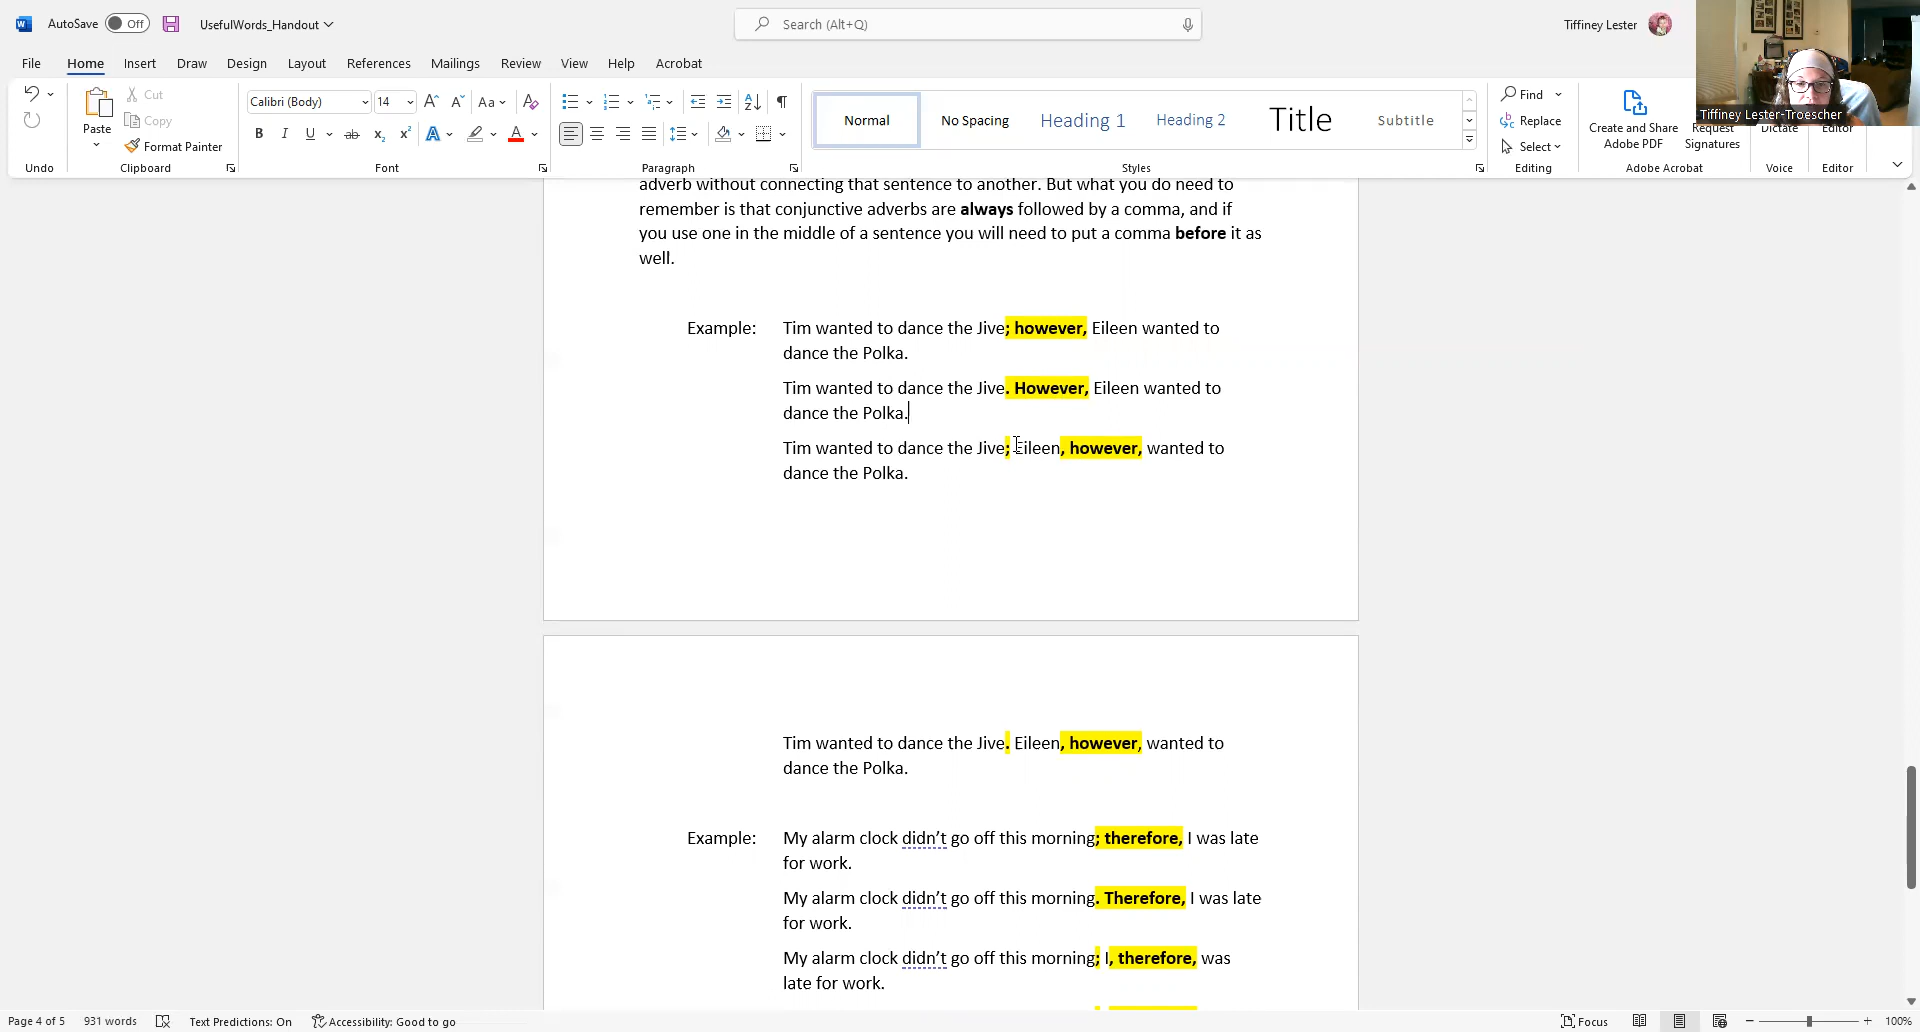 AutoSave Off UsefulWords_Handout Search (Alt+Q) Tiffiney Lester
File Home Insert Draw Design Layout References Mailings Review View Help Acrobat
Tiffiney Lester-Troescher
Undo
Paste
Cut
Copy
Format Painter
Clipboard
Calibri (Body) 14 A A Aa A
B I U ab x2 x2 A A
Font
Paragraph
Normal No Spacing Heading 1 Heading 2 Title Subtitle
Styles
Find
Replace
Select
Editing
Create and Share
Adobe PDF
Request
Signatures
Adobe Acrobat
Dictate
Voice
Editor
Editor
adverb without connecting that sentence to another. But what you do need to
remember is that conjunctive adverbs are always followed by a comma, and if
you use one in the middle of a sentence you will need to put a comma before it as
well.
Example: Tim wanted to dance the Jive; however, Eileen wanted to
dance the Polka.
Tim wanted to dance the Jive. However, Eileen wanted to
dance the Polka.
Tim wanted to dance the Jive; Eileen, however, wanted to
dance the Polka.
Tim wanted to dance the Jive. Eileen, however, wanted to
dance the Polka.
Example: My alarm clock didn’t go off this morning; therefore, I was late
for work.
My alarm clock didn’t go off this morning. Therefore, I was late
for work.
My alarm clock didn’t go off this morning; I, therefore, was
late for work.
Page 4 of 5 931 words Text Predictions: On Accessibility: Good to go Focus 100%